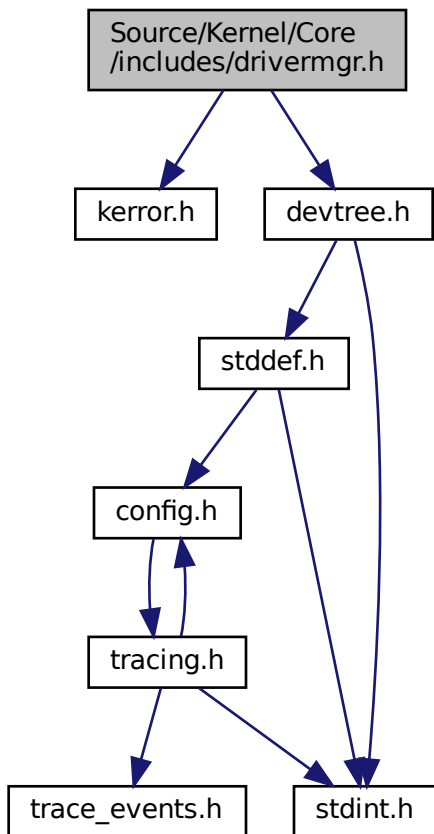 Source/Kernel/Core
/includes/drivermgr.h
kerror.h
devtree.h
stddef.h
config.h
tracing.h
trace_events.h
stdint.h